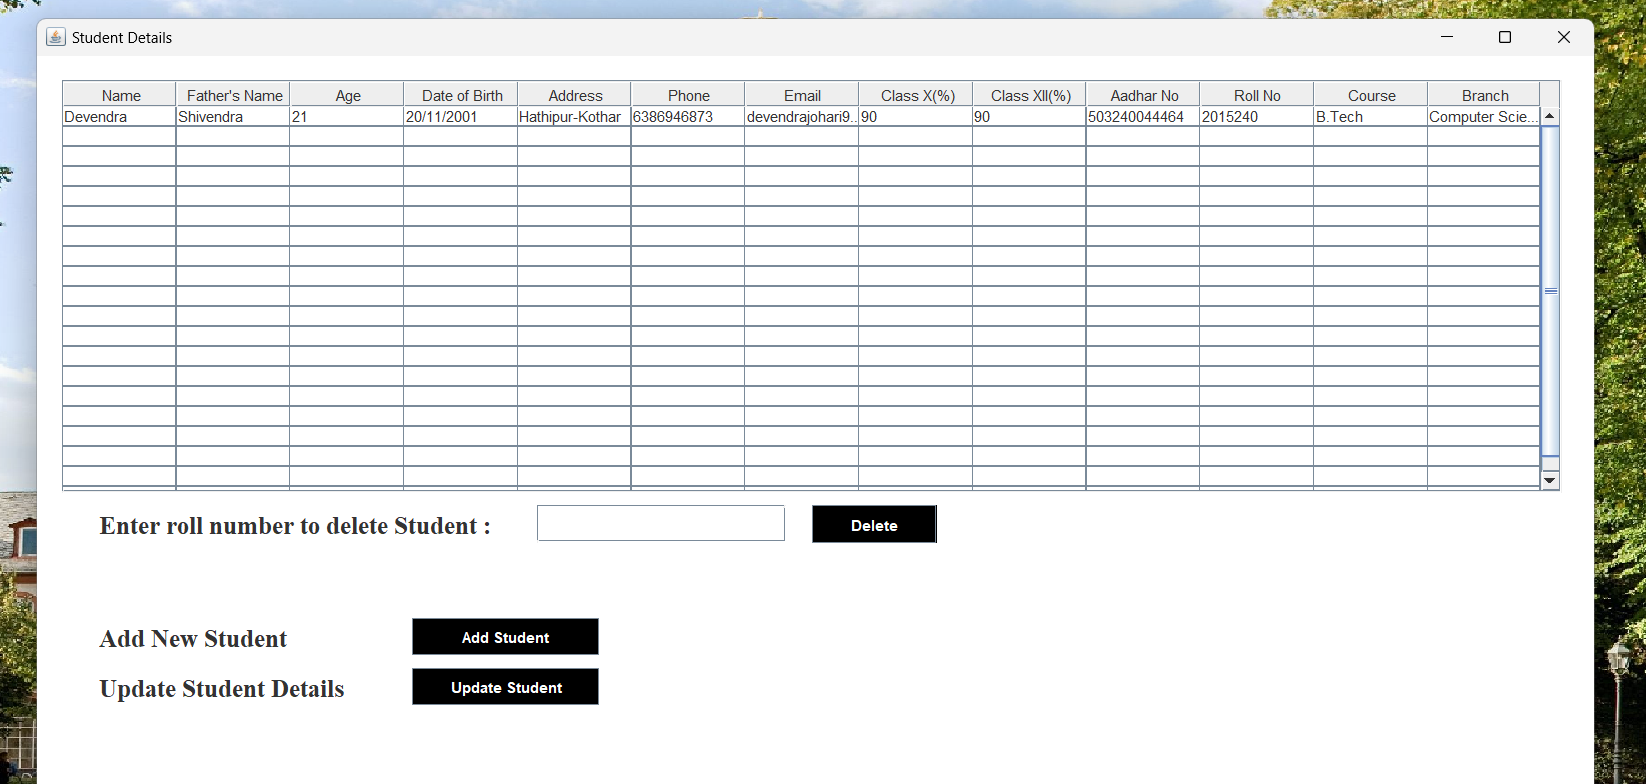 Student Details
Name Father's Name Age Date of Birth Address Phone Email Class X(%) Class XII(%) Aadhar No Roll No Course Branch
Devendra Shivendra 21 20/11/2001 Hathipur-Kothar 6386946873 devendrajohari9... 90 90 503240044464 2015240 B.Tech Computer Scie...
Enter roll number to delete Student : Delete
Add New Student Add Student
Update Student Details Update Student